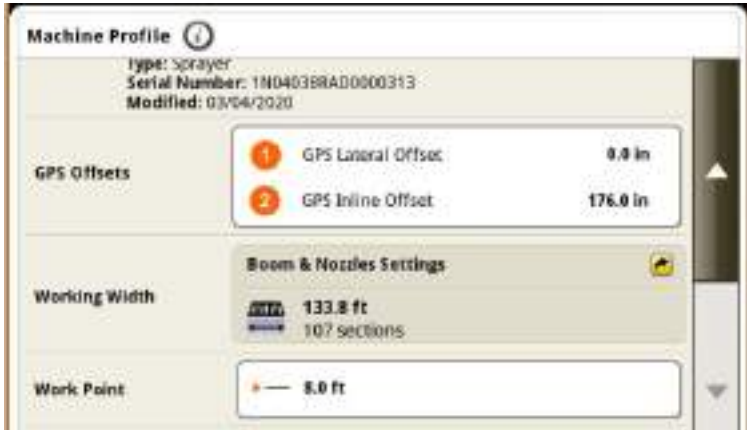 Machine Profile i
Type: Sprayer
Serial Number:
Modified: 03/04/2020
GPS Offsets
1 GPS Lateral Offset 0.0 in
2 GPS Inline Offset 176.0 in
Working Width
Boom & Nozzles Settings
133.8 ft
107 sections
Work Point
8.0 ft